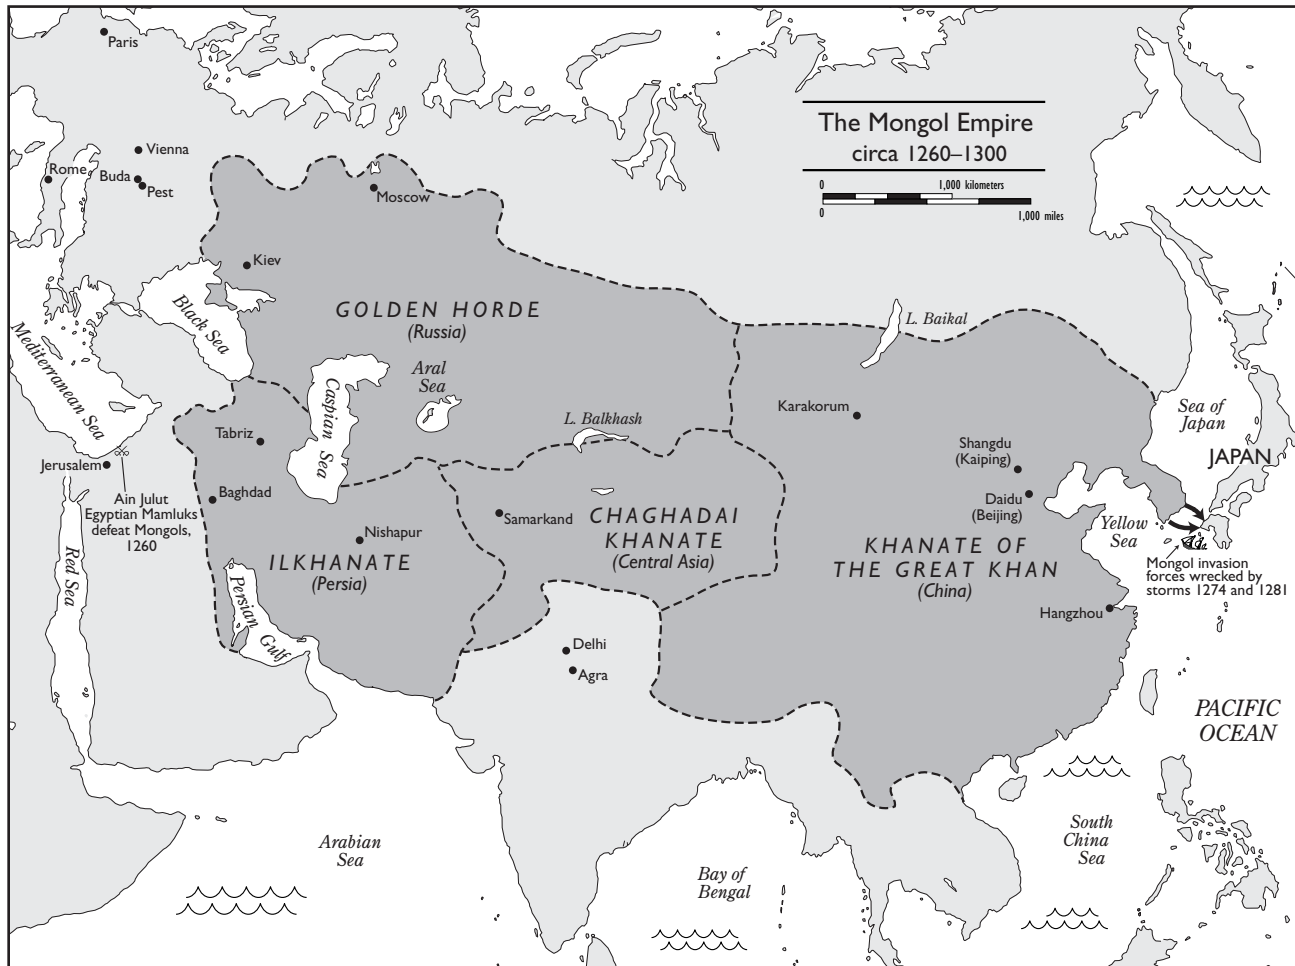 Paris
The Mongol Empire
circa 1260–1300
0
1,000 kilometers
0
1,000 miles
Vienna
Rome
Buda
Pest
Moscow
Kiev
Black Sea
GOLDEN HORDE
(Russia)
L. Baikal
Mediterranean Sea
Caspian Sea
Aral
Sea
L. Balkhash
Karakorum
Sea of
Japan
JAPAN
Tabriz
Shangdu
(Kaiping)
Jerusalem
Baghdad
Ain Julut
Egyptian Mamluks
defeat Mongols,
1260
Samarkand
CHAGHADAI
KHANATE
(Central Asia)
Daidu
(Beijing)
Yellow
Sea
Nishapur
ILKHANATE
(Persia)
KHANATE OF
THE GREAT KHAN
(China)
Mongol invasion
forces wrecked by
storms 1274 and 1281
Red Sea
Persian
Gulf
Hangzhou
Delhi
Agra
PACIFIC
OCEAN
Arabian
Sea
Bay of
Bengal
South
China
Sea